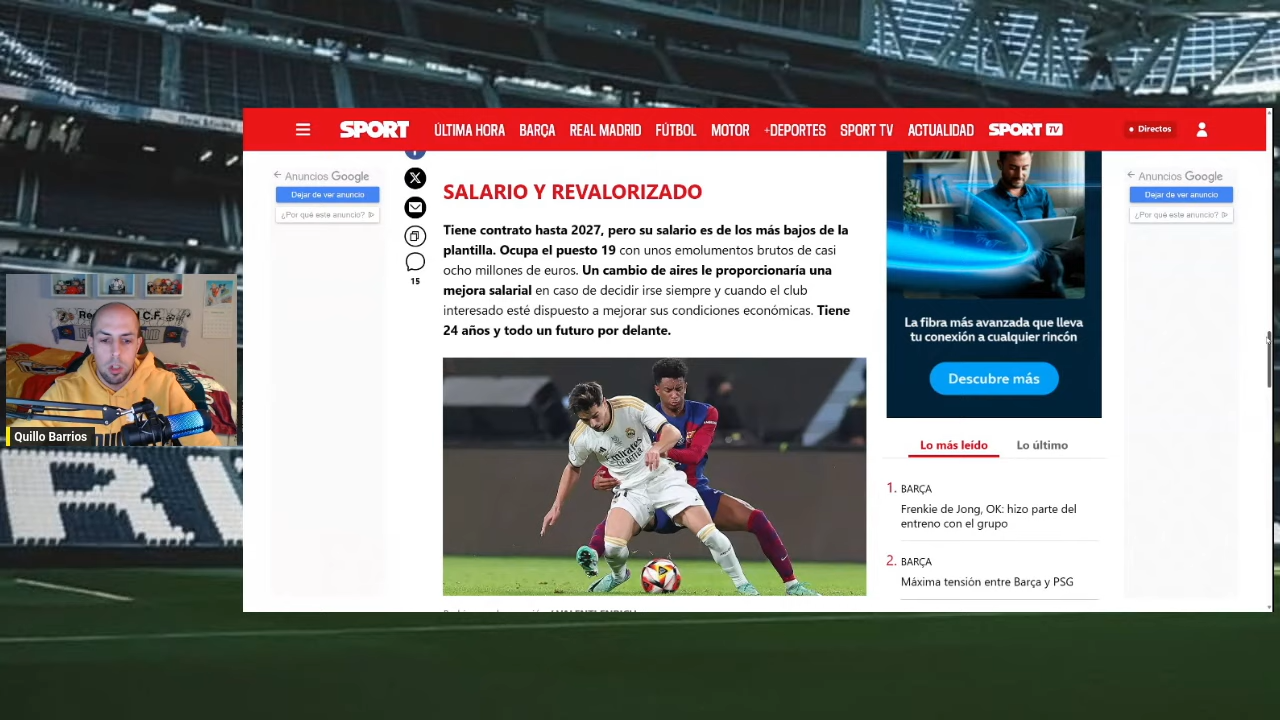 SPORT
ÚLTIMA HORA
BARÇA
REAL MADRID
FÚTBOL
MOTOR
+DEPORTES
SPORT TV
ACTUALIDAD
SPORT TV
Directos
Anuncios Google
Dejar de ver anuncio
¿Por qué este anuncio?
15
SALARIO Y REVALORIZADO
Tiene contrato hasta 2027, pero su salario es de los más bajos de la
plantilla. Ocupa el puesto 19 con unos emolumentos brutos de casi
ocho millones de euros. Un cambio de aires le proporcionaría una
mejora salarial en caso de decidir irse siempre y cuando el club
interesado esté dispuesto a mejorar sus condiciones económicas. Tiene
24 años y todo un futuro por delante.
La fibra más avanzada que lleva
tu conexión a cualquier rincón
Descubre más
Lo más leído
Lo último
1. BARÇA
Frenkie de Jong, OK: hizo parte del
entreno con el grupo
2. BARÇA
Máxima tensión entre Barça y PSG
Anuncios Google
Dejar de ver anuncio
¿Por qué este anuncio?
Quillo Barrios